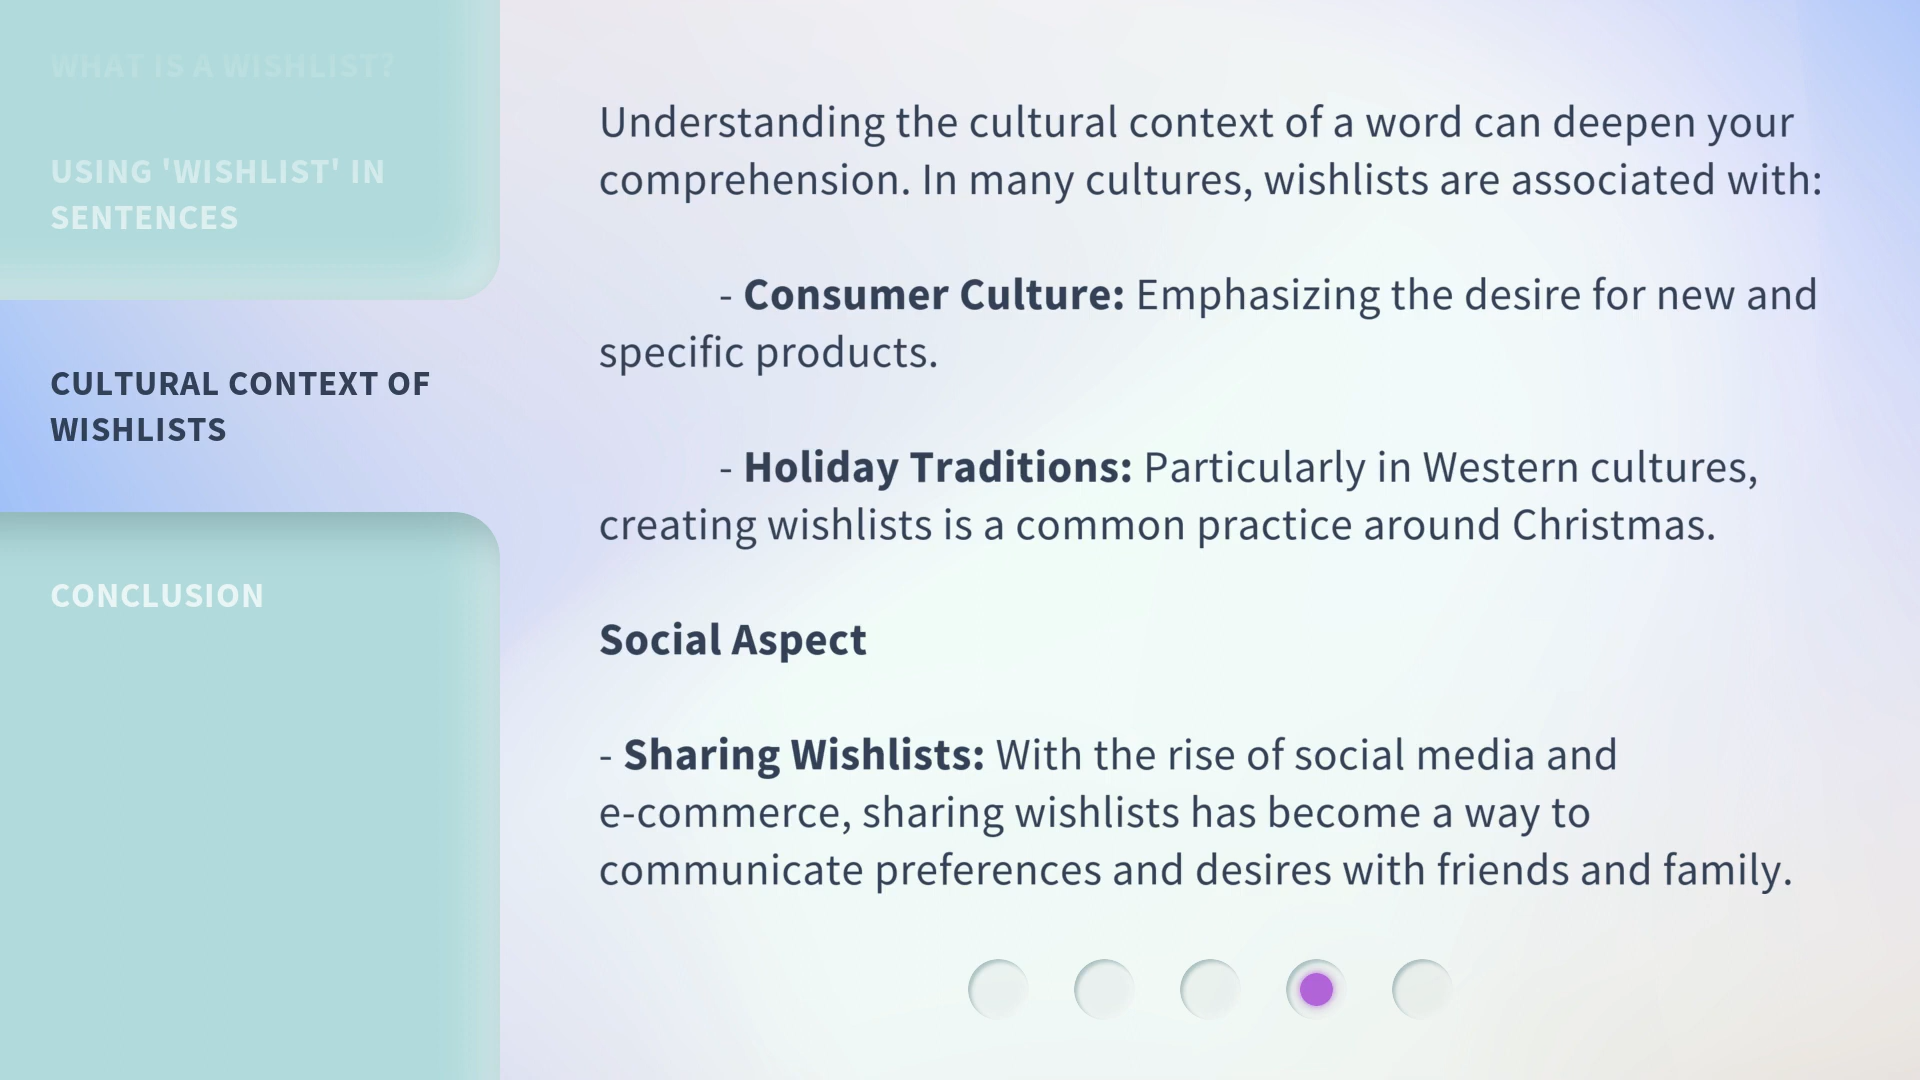 WHAT IS A WISHLIST?
USING 'WISHLIST' IN
SENTENCES
CULTURAL CONTEXT OF
WISHLISTS
CONCLUSION
Understanding the cultural context of a word can deepen your
comprehension. In many cultures, wishlists are associated with:
- Consumer Culture: Emphasizing the desire for new and
specific products.
- Holiday Traditions: Particularly in Western cultures,
creating wishlists is a common practice around Christmas.
Social Aspect
- Sharing Wishlists: With the rise of social media and
e-commerce, sharing wishlists has become a way to
communicate preferences and desires with friends and family.